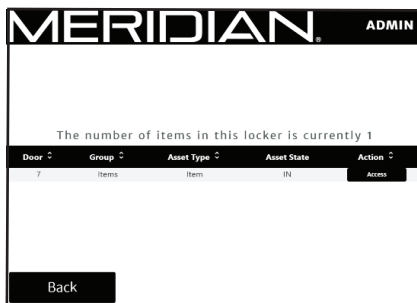 MERIDIAN® ADMIN
The number of items in this locker is currently 1
Door Group Asset Type Asset State Action
7 Items Item IN Access
Back